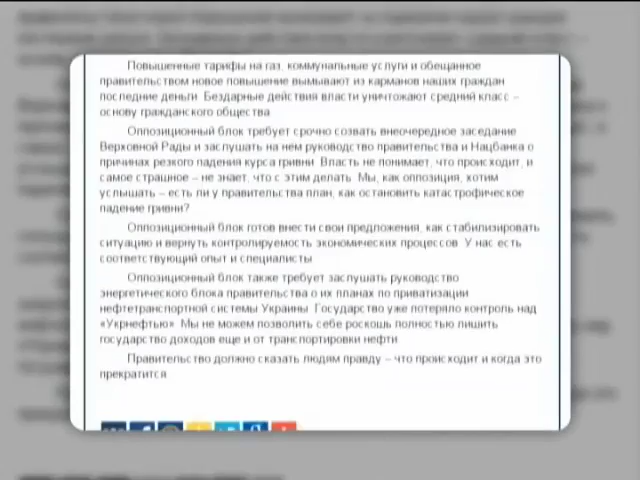 Повышенные тарифы на газ, коммунальные услуги и обещанное
правительством новое повышение вымывают из карманов наших граждан
последние деньги. Бездарные действия власти уничтожают средний класс –
основу гражданского общества
Оппозиционный блок требует срочно созвать внеочередное заседание
Верховной Рады и заслушать на нем руководство правительства и Нацбанка о
причинах резкого падения курса гривни. Власть не понимает, что происходит, и
самое страшное – не знает, что с этим делать. Мы, как оппозиция, хотим
услышать – есть ли у правительства план, как остановить катастрофическое
падение гривни?
Оппозиционный блок готов внести свои предложения, как стабилизировать
ситуацию и вернуть контролируемость экономических процессов. У нас есть
соответствующий опыт и специалисты
Оппозиционный блок также требует заслушать руководство
энергетического блока правительства о их планах по приватизации
нефтетранспортной системы Украины. Государство уже потеряло контроль над
«Укрнефтью». Мы не можем позволить себе роскошь полностью лишить
государство доходов еще и от транспортировки нефти.
Правительство должно сказать людям правду – что происходит и когда это
прекратится